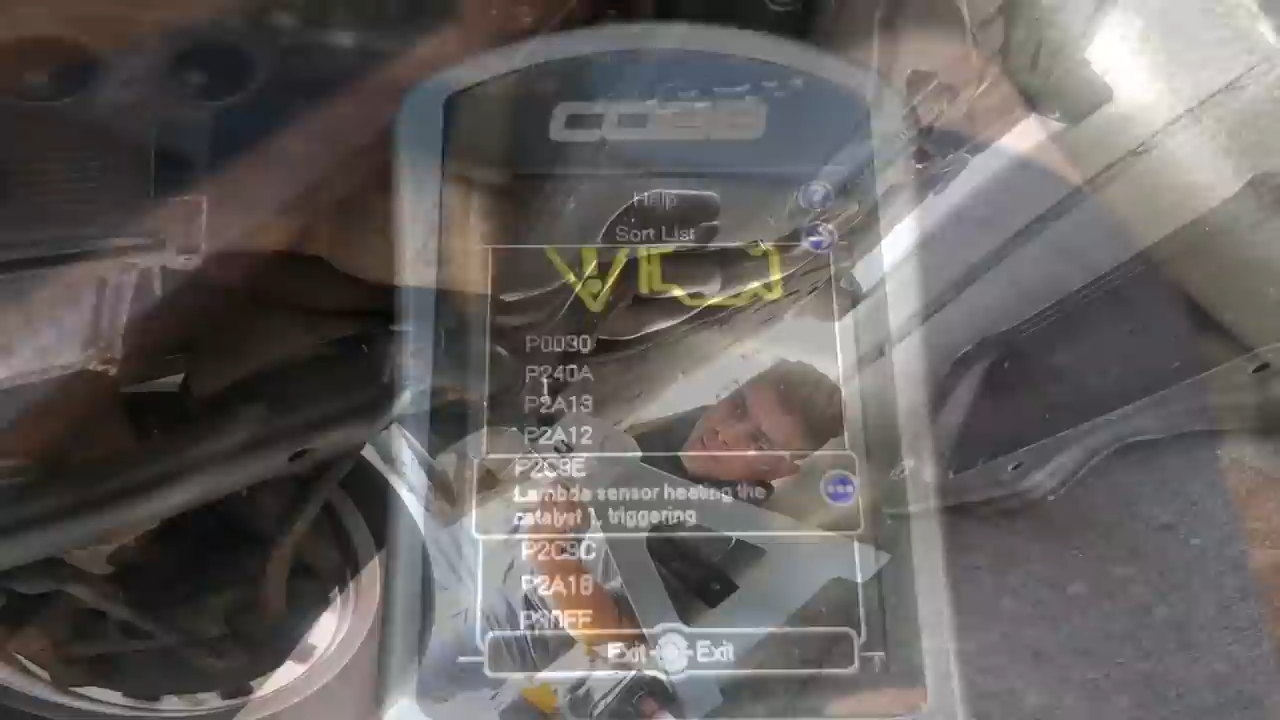 COBB
Help
Sort List
P0030
P240A
P2A13
P2A12
P2C9E
Lambda sensor heating the
catalyst 1, triggering
P2C9C
P2A18
Exit Exit